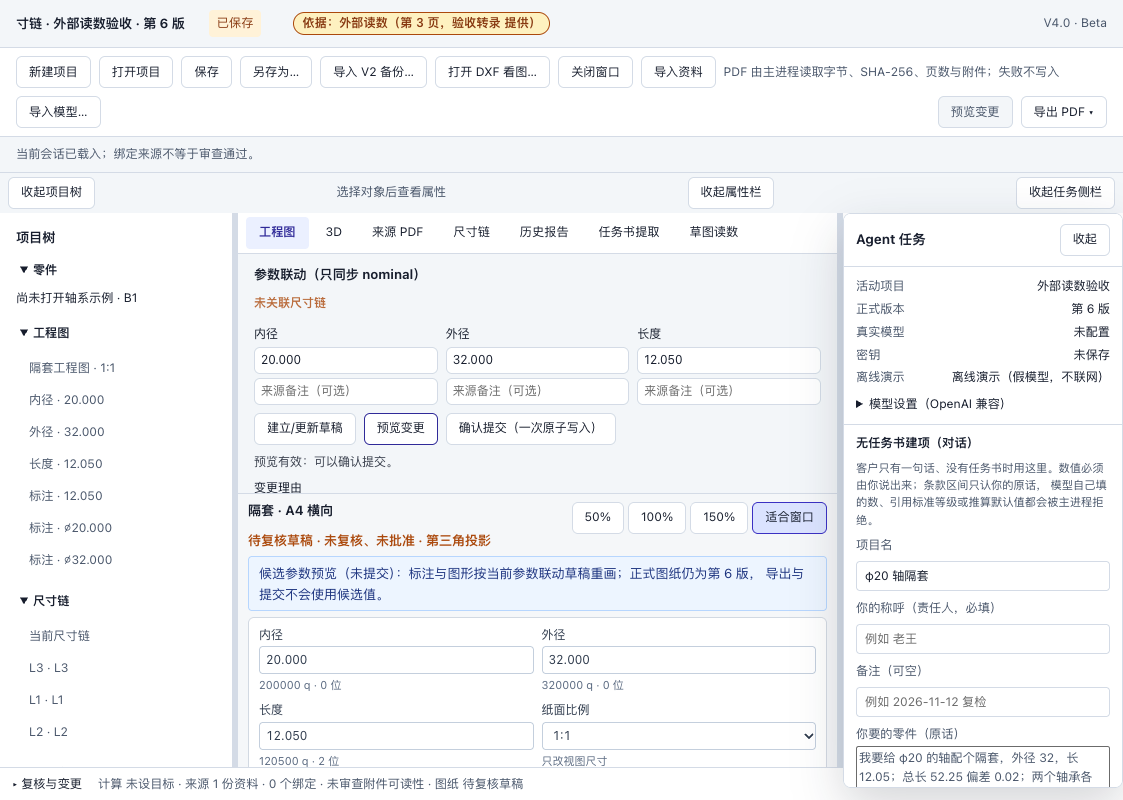 寸链 · 外部读数验收 · 第 6 版
已保存
依据：外部读数（第 3 页，验收转录 提供）
V4.0 · Beta
新建项目
打开项目
保存
另存为…
导入 V2 备份…
打开 DXF 看图…
关闭窗口
导入资料
PDF 由主进程读取字节、SHA-256、页数与附件；失败不写入
导入模型…
预览变更
导出 PDF ▾
当前会话已载入；绑定来源不等于审查通过。
收起项目树
选择对象后查看属性
收起属性栏
收起任务侧栏
项目树
▼ 零件
尚未打开轴系示例 · B1
▼ 工程图
隔套工程图 · 1:1
内径 · 20.000
外径 · 32.000
长度 · 12.050
标注 · 12.050
标注 · ⌀20.000
标注 · ⌀32.000
▼ 尺寸链
当前尺寸链
L3 · L3
L1 · L1
L2 · L2
工程图
3D
来源 PDF
尺寸链
历史报告
任务书提取
草图读数
参数联动（只同步 nominal）
未关联尺寸链
内径
外径
长度
20.000
32.000
12.050
来源备注（可选）
来源备注（可选）
来源备注（可选）
建立/更新草稿
预览变更
确认提交（一次原子写入）
预览有效：可以确认提交。
变更理由
隔套 · A4 横向
50%
100%
150%
适合窗口
待复核草稿 · 未复核、未批准 · 第三角投影
候选参数预览（未提交）：标注与图形按当前参数联动草稿重画；正式图纸仍为第 6 版， 导出与
提交不会使用候选值。
内径
外径
20.000
32.000
200000 q · 0 位
320000 q · 0 位
长度
纸面比例
12.050
1:1
120500 q · 2 位
只改视图尺寸
Agent 任务
收起
活动项目
外部读数验收
正式版本
第 6 版
真实模型
未配置
密钥
未保存
离线演示
离线演示（假模型，不联网）
▶ 模型设置（OpenAI 兼容）
无任务书建项（对话）
客户只有一句话、没有任务书时用这里。数值必须
由你说出来；条款区间只认你的原话， 模型自己填
的数、引用标准等级或推算默认值都会被主进程拒
绝。
项目名
φ20 轴隔套
你的称呼（责任人，必填）
例如 老王
备注（可空）
例如 2026-11-12 复检
你要的零件（原话）
我要给 φ20 的轴配个隔套，外径 32，长
12.05；总长 52.25 偏差 0.02；两个轴承各
▸ 复核与变更
计算 未设目标 · 来源 1 份资料 · 0 个绑定 · 未审查附件可读性 · 图纸 待复核草稿